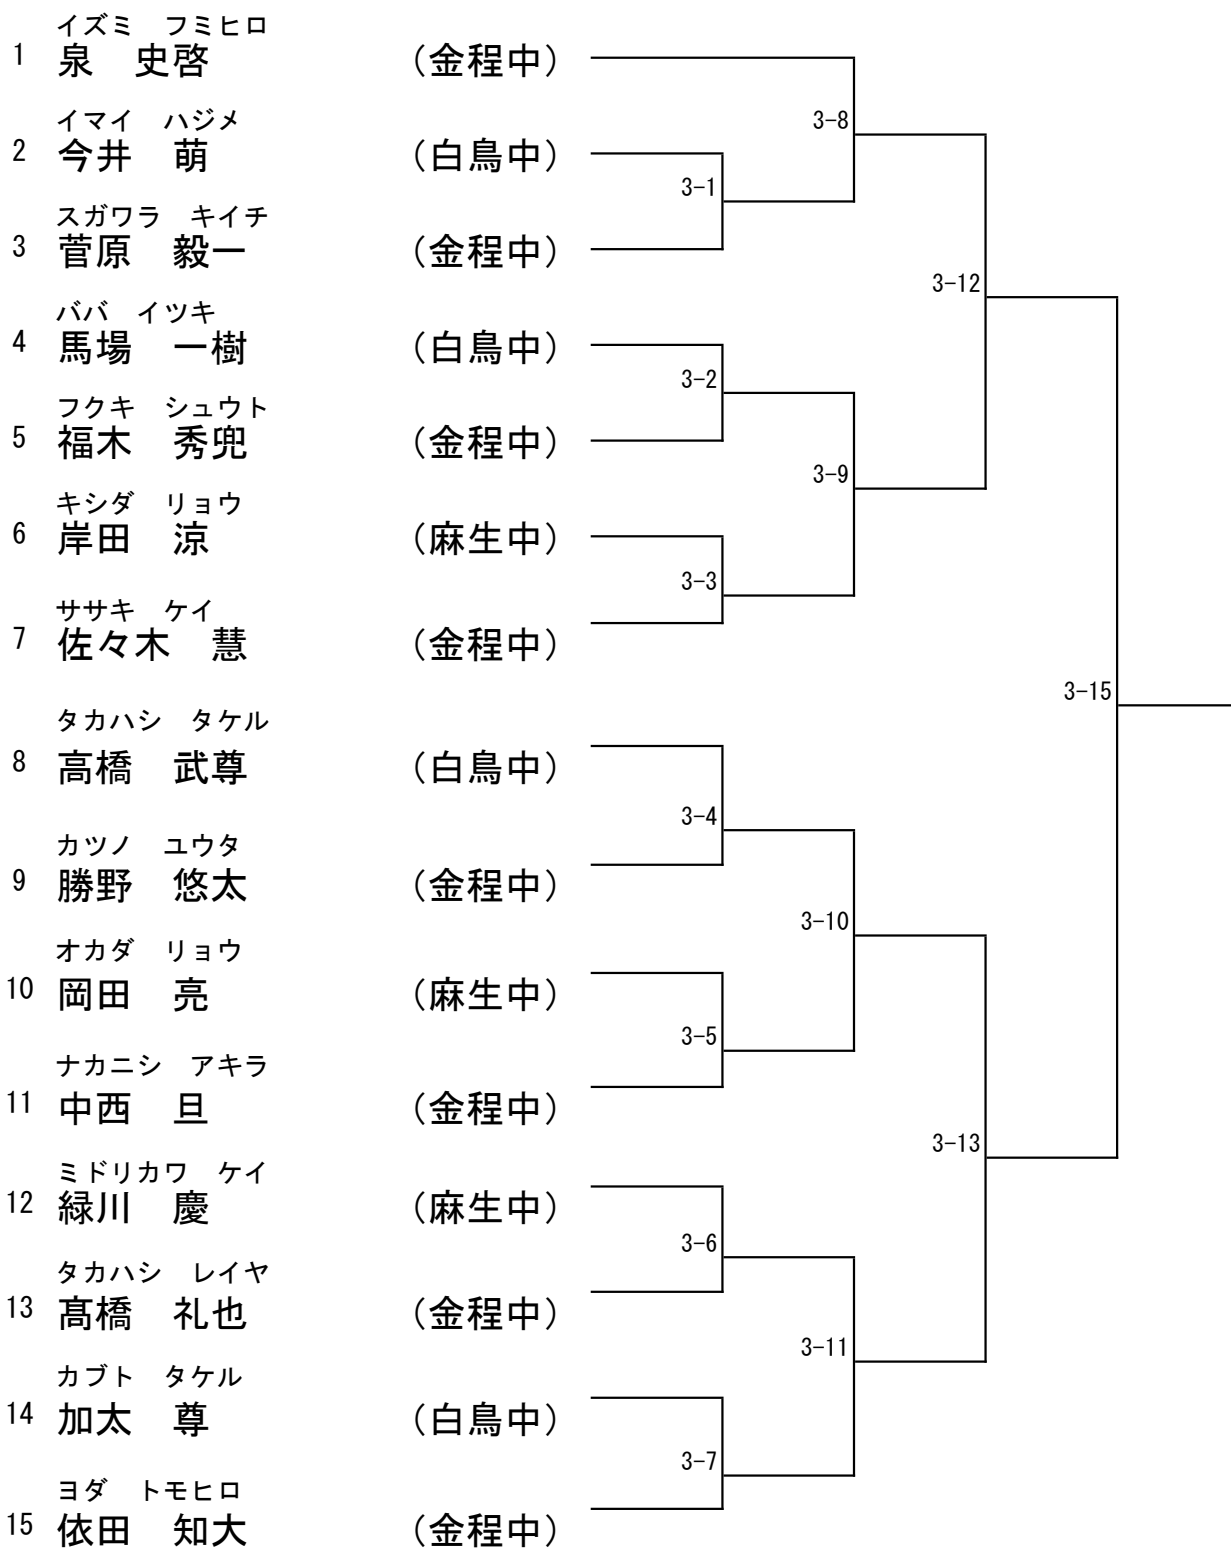 イズミ　フミヒロ
1 泉　史啓 （金程中）
3-8
イマイ　ハジメ
2 今井　萌 （白鳥中）
3-1
スガワラ　キイチ
3 菅原　毅一 （金程中）
3-12
ババ　イツキ
4 馬場　一樹 （白鳥中）
3-2
フクキ　シュウト
5 福木　秀兜 （金程中）
3-9
キシダ　リョウ
6 岸田　涼 （麻生中）
3-3
ササキ　ケイ
7 佐々木　慧 （金程中）
3-15
タカハシ　タケル
8 高橋　武尊 （白鳥中）
3-4
カツノ　ユウタ
9 勝野　悠太 （金程中）
3-10
オカダ　リョウ
10 岡田　亮 （麻生中）
3-5
ナカニシ　アキラ
11 中西　旦 （金程中）
3-13
ミドリカワ　ケイ
12 緑川　慶 （麻生中）
3-6
タカハシ　レイヤ
13 髙橋　礼也 （金程中）
3-11
カブト　タケル
14 加太　尊 （白鳥中）
3-7
ヨダ　トモヒロ
15 依田　知大 （金程中）